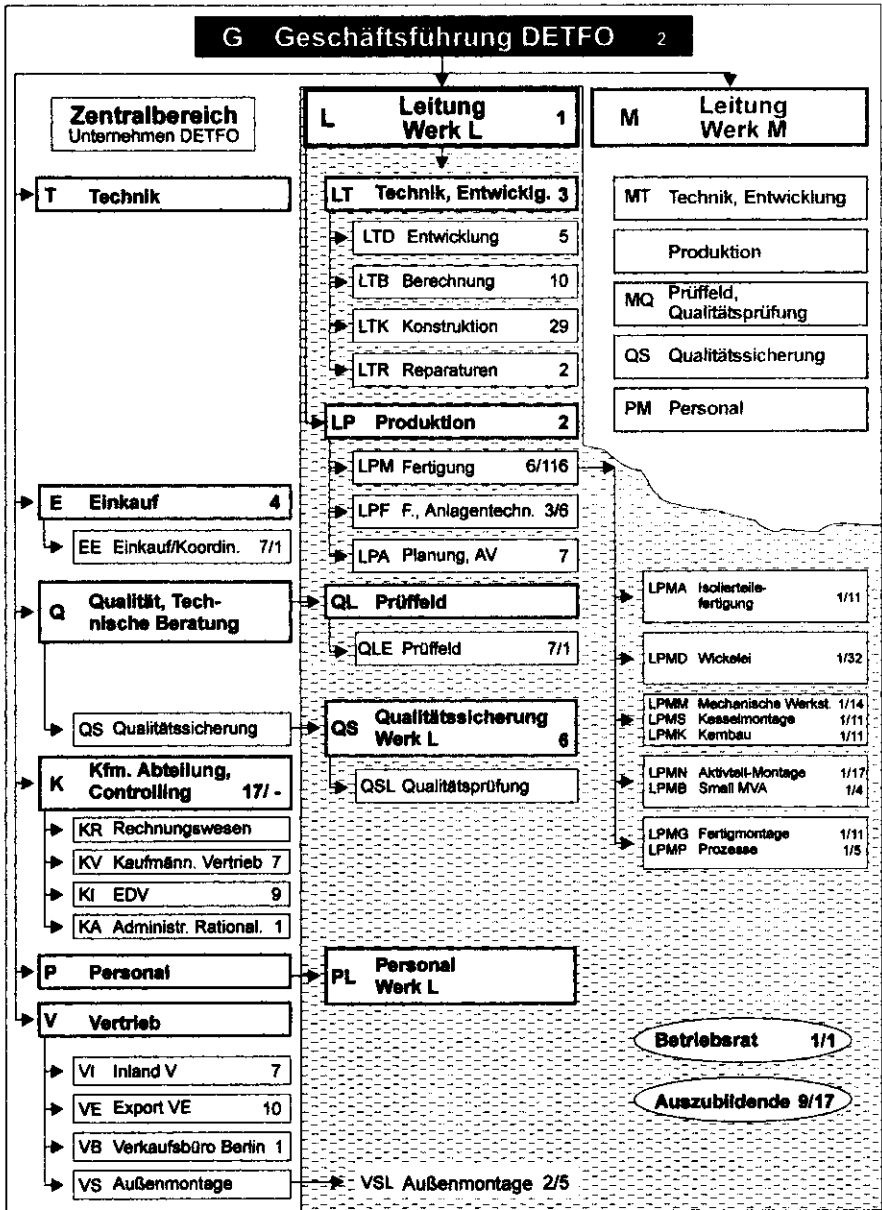 G Geschäftsführung DETFO 2
Zentralbereich
Unternehmen DETFO
T Technik
E Einkauf 4
EE Einkauf/Koordin. 7/1
Q Qualität, Tech-
nische Beratung
QS Qualitätssicherung
K Kfm. Abteilung,
Controlling 17/ -
KR Rechnungswesen
KV Kaufmänn. Vertrieb 7
KI EDV 9
KA Administr. Rational. 1
P Personal
V Vertrieb
VI Inland V 7
VE Export VE 10
VB Verkaufsbüro Berlin 1
VS Außenmontage
L Leitung
Werk L 1
LT Technik, Entwicklg. 3
LTD Entwicklung 5
LTB Berechnung 10
LTK Konstruktion 29
LTR Reparaturen 2
LP Produktion 2
LPM Fertigung 6/116
LPF F., Anlagentechn. 3/6
LPA Planung, AV 7
QL Prüffeld
QLE Prüffeld 7/1
QS Qualitätssicherung
Werk L 6
QSL Qualitätsprüfung
PL Personal
Werk L
VSL Außenmontage 2/5
M Leitung
Werk M
MT Technik, Entwicklung
Produktion
MQ Prüffeld,
Qualitätsprüfung
QS Qualitätssicherung
PM Personal
LPMA Isolierteile-
fertigung 1/11
LPMD Wickelei 1/32
LPMM Mechanische Werkst. 1/14
LPMS Kesselmontage 1/11
LPMK Kernbau 1/11
LPMN Aktivteil-Montage 1/17
LPMB Small MVA 1/4
LPMG Fertigmontage 1/11
LPMP Prozesse 1/5
Betriebsrat 1/1
Auszubildende 9/17